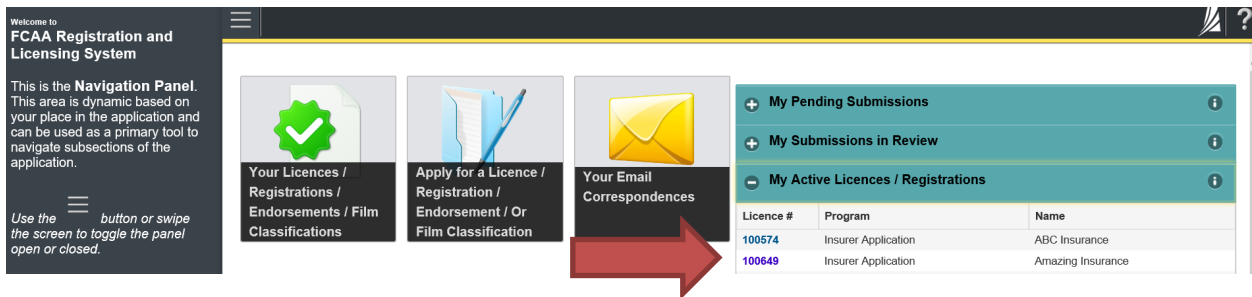 Welcome to
FCAA Registration and
Licensing System
This is the Navigation Panel.
This area is dynamic based on
your place in the application and
can be used as a primary tool to
navigate subsections of the
application.
Use the button or swipe
the screen to toggle the panel
open or closed.
?
Your Licences /
Registrations /
Endorsements / Film
Classifications
Apply for a Licence /
Registration /
Endorsement / Or
Film Classification
Your Email
Correspondences
My Pending Submissions
My Submissions in Review
My Active Licences / Registrations
Licence # Program Name
100574 Insurer Application ABC Insurance
100649 Insurer Application Amazing Insurance